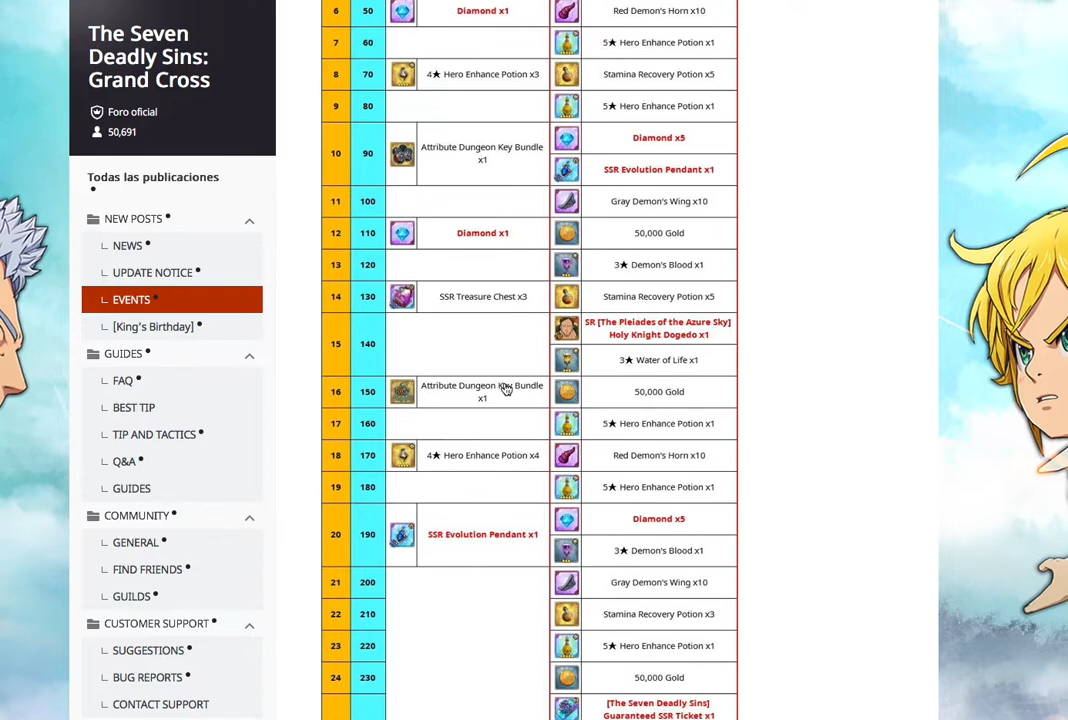 The Seven
Deadly Sins:
Grand Cross
Foro oficial
50,691
Todas las publicaciones
NEW POSTS
NEWS
UPDATE NOTICE
EVENTS
[King's Birthday]
GUIDES
FAQ
BEST TIP
TIP AND TACTICS
Q&A
GUIDES
COMMUNITY
GENERAL
FIND FRIENDS
GUILDS
CUSTOMER SUPPORT
SUGGESTIONS
BUG REPORTS
CONTACT SUPPORT
6 50 Diamond x1 Red Demon's Horn x10
7 60 5★ Hero Enhance Potion x1
8 70 4★ Hero Enhance Potion x3 Stamina Recovery Potion x5
9 80 5★ Hero Enhance Potion x1
10 90 Attribute Dungeon Key Bundle
x1
Diamond x5
SSR Evolution Pendant x1
11 100 Gray Demon's Wing x10
12 110 Diamond x1 50,000 Gold
13 120 3★ Demon's Blood x1
14 130 SSR Treasure Chest x3 Stamina Recovery Potion x5
15 140 SR [The Pleiades of the Azure Sky]
Holy Knight Dogedo x1
3★ Water of Life x1
16 150 Attribute Dungeon Key Bundle
x1
50,000 Gold
17 160 5★ Hero Enhance Potion x1
18 170 4★ Hero Enhance Potion x4 Red Demon's Horn x10
19 180 5★ Hero Enhance Potion x1
20 190 SSR Evolution Pendant x1 Diamond x5
3★ Demon's Blood x1
21 200 Gray Demon's Wing x10
22 210 Stamina Recovery Potion x3
23 220 5★ Hero Enhance Potion x1
24 230 50,000 Gold
[The Seven Deadly Sins]
Guaranteed SSR Ticket x1